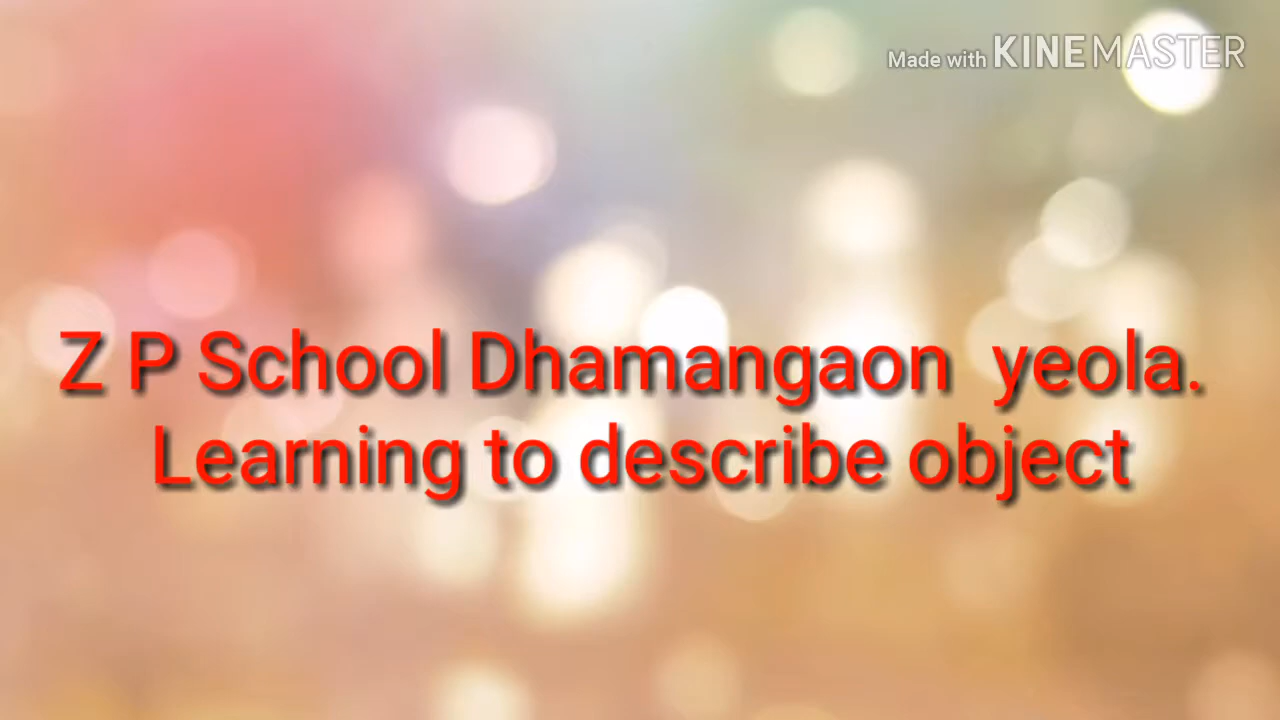 Made with KINEMASTER
Z P School Dhamangaon yeola.
Learning to describe object